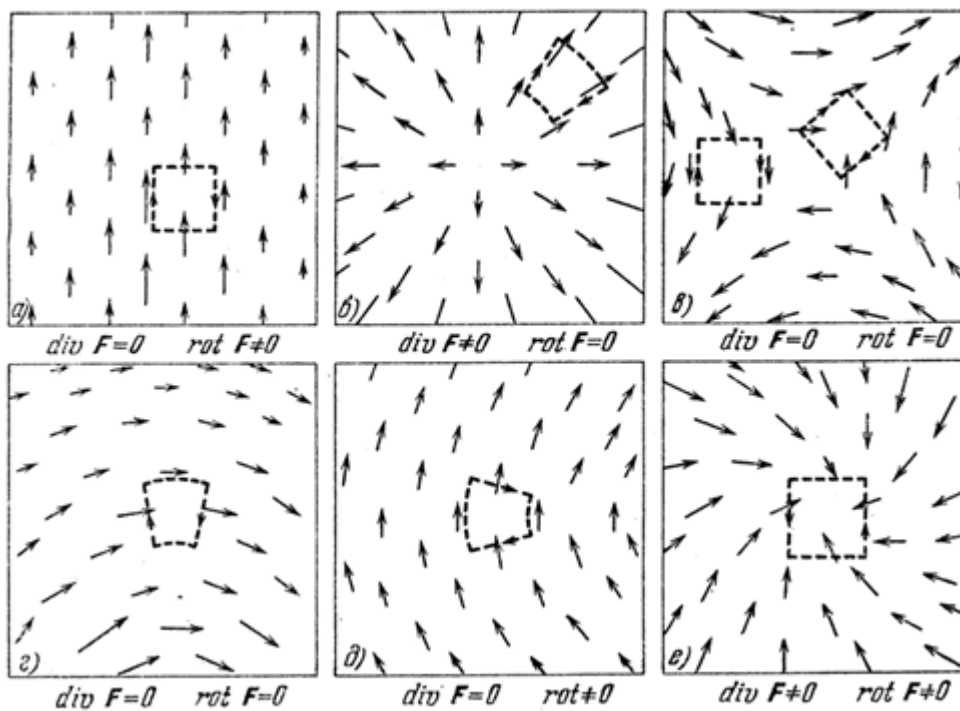 а) б) в)
div F=0 rot F≠0 div F≠0 rot F=0 div F=0 rot F=0
г) д) е)
div F=0 rot F=0 div F=0 rot≠0 div F≠0 rot F≠0